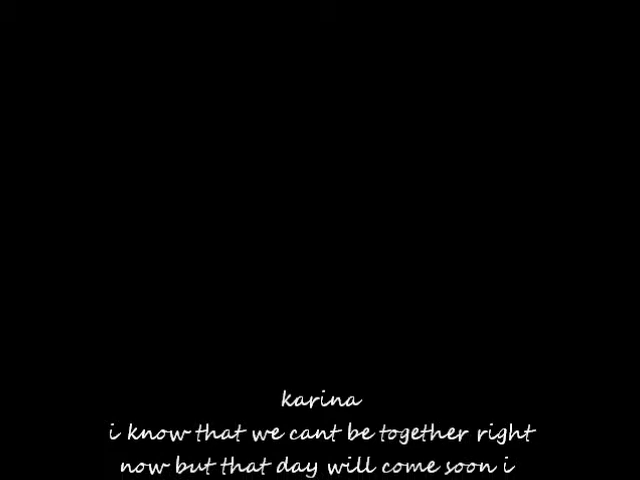 karina
i know that we cant be together right
now but that day will come soon i